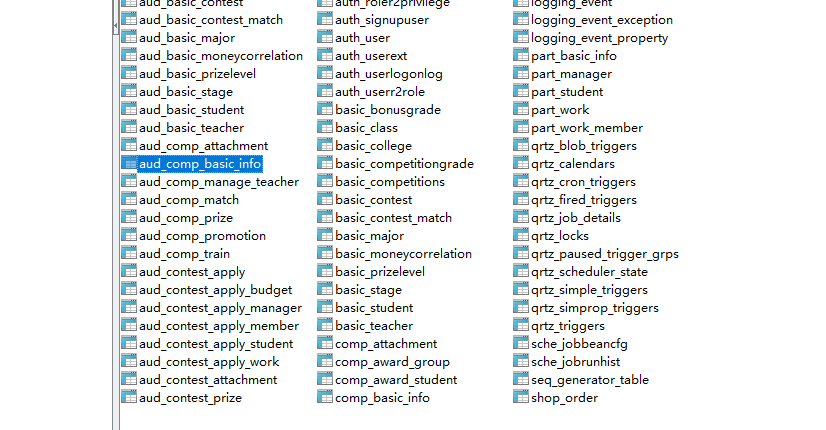 aud_basic_contest
aud_basic_contest_match
aud_basic_major
aud_basic_moneycorrelation
aud_basic_prizelevel
aud_basic_stage
aud_basic_student
aud_basic_teacher
aud_comp_attachment
aud_comp_basic_info
aud_comp_manage_teacher
aud_comp_match
aud_comp_prize
aud_comp_promotion
aud_comp_train
aud_contest_apply
aud_contest_apply_budget
aud_contest_apply_manager
aud_contest_apply_member
aud_contest_apply_student
aud_contest_apply_work
aud_contest_attachment
aud_contest_prize
auth_roler2privilege
auth_signupuser
auth_user
auth_userext
auth_userlogonlog
auth_userr2role
basic_bonusgrade
basic_class
basic_college
basic_competitiongrade
basic_competitions
basic_contest
basic_contest_match
basic_major
basic_moneycorrelation
basic_prizelevel
basic_stage
basic_student
basic_teacher
comp_attachment
comp_award_group
comp_award_student
comp_basic_info
logging_event
logging_event_exception
logging_event_property
part_basic_info
part_manager
part_student
part_work
part_work_member
qrtz_blob_triggers
qrtz_calendars
qrtz_cron_triggers
qrtz_fired_triggers
qrtz_job_details
qrtz_locks
qrtz_paused_trigger_grps
qrtz_scheduler_state
qrtz_simple_triggers
qrtz_simprop_triggers
qrtz_triggers
sche_jobbeancfg
sche_jobrunhist
seq_generator_table
shop_order